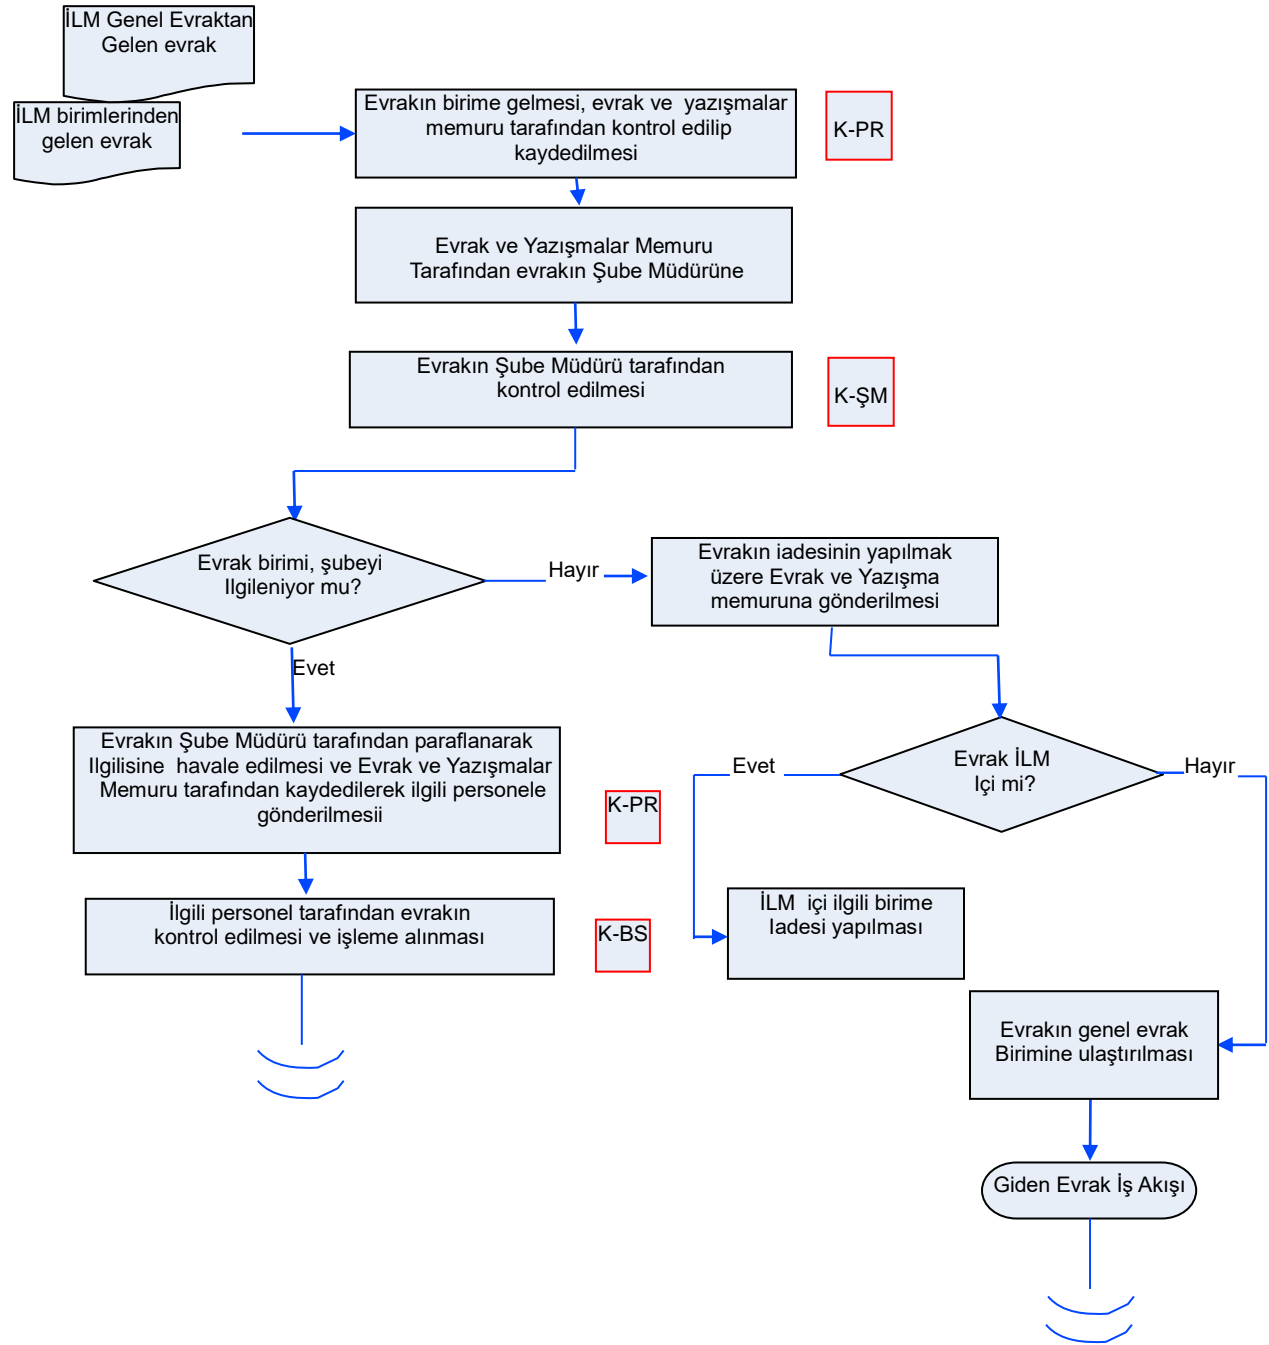 İLM Genel Evraktan
Gelen evrak
İLM birimlerinden
gelen evrak
Evrakın birime gelmesi, evrak ve yazışmalar
memuru tarafından kontrol edilip
kaydedilmesi
K-PR
Evrak ve Yazışmalar Memuru
Tarafından evrakın Şube Müdürüne
Evrakın Şube Müdürü tarafından
kontrol edilmesi
K-ŞM
Evrak birimi, şubeyi
Ilgileniyor mu?
Hayır
Evrakın iadesinin yapılmak
üzere Evrak ve Yazışma
memuruna gönderilmesi
Evet
Evrakın Şube Müdürü tarafından paraflanarak
Ilgilisine havale edilmesi ve Evrak ve Yazışmalar
Memuru tarafından kaydedilerek ilgili personele
gönderilmesii
K-PR
Evet
Evrak İLM
Içi mi?
Hayır
İlgili personel tarafından evrakın
kontrol edilmesi ve işleme alınması
K-BS
İLM içi ilgili birime
Iadesi yapılması
Evrakın genel evrak
Birimine ulaştırılması
Giden Evrak İş Akışı